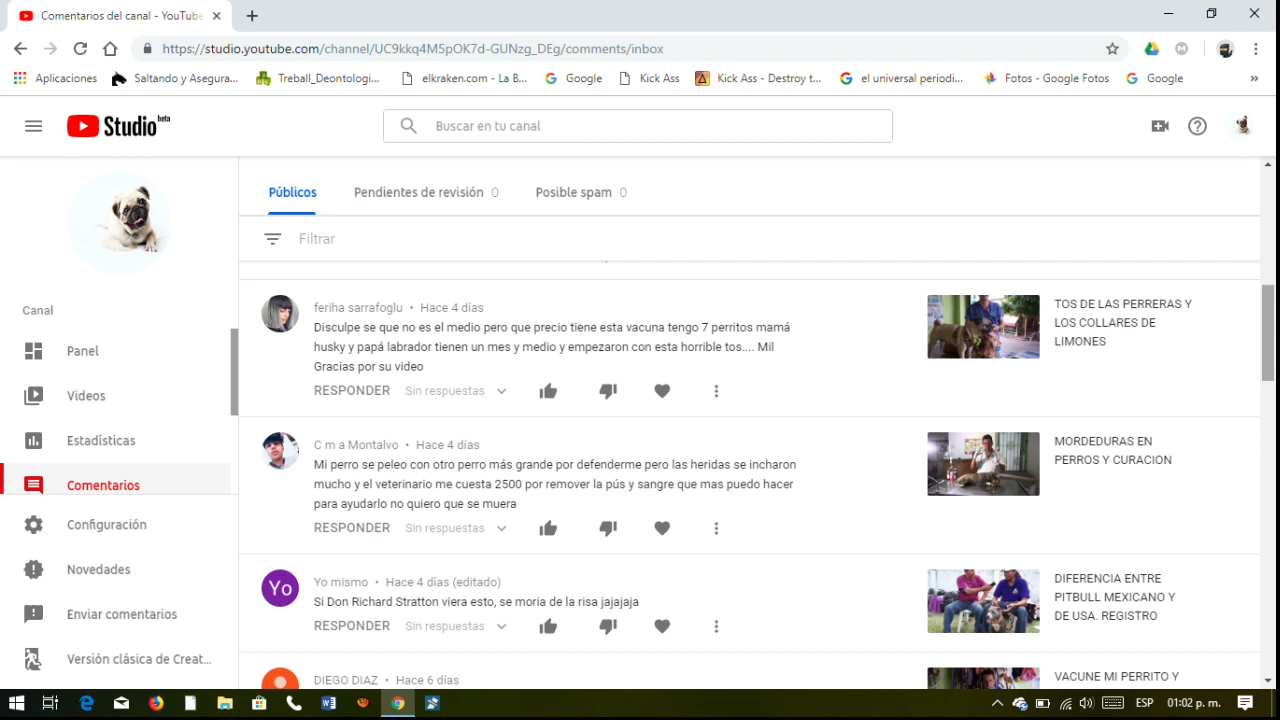 Comentarios del canal - YouTube
https://studio.youtube.com/channel/UC9kkq4M5pOK7d-GUNzg_DEg/comments/inbox
Aplicaciones
Saltando y Asegura...
Treball_Deontologi...
elkraken.com - La B...
Google
Kick Ass
Kick Ass - Destroy t...
el universal periodi...
Fotos - Google Fotos
Google
Studio beta
Buscar en tu canal
Públicos
Pendientes de revisión 0
Posible spam 0
Filtrar
Canal
Panel
Videos
Estadísticas
Comentarios
Configuración
Novedades
Enviar comentarios
Versión clásica de Creat...
feriha sarrafoglu • Hace 4 días
Disculpe se que no es el medio pero que precio tiene esta vacuna tengo 7 perritos mamá
husky y papá labrador tienen un mes y medio y empezaron con esta horrible tos.... Mil
Gracias por su video
RESPONDER Sin respuestas
TOS DE LAS PERRERAS Y
LOS COLLARES DE
LIMONES
C m a Montalvo • Hace 4 días
Mi perro se peleo con otro perro más grande por defenderme pero las heridas se incharon
mucho y el veterinario me cuesta 2500 por remover la pús y sangre que mas puedo hacer
para ayudarlo no quiero que se muera
RESPONDER Sin respuestas
MORDEDURAS EN
PERROS Y CURACION
Yo
Yo mismo • Hace 4 días (editado)
Si Don Richard Stratton viera esto, se moria de la risa jajajaja
RESPONDER Sin respuestas
DIFERENCIA ENTRE
PITBULL MEXICANO Y
DE USA. REGISTRO
DIEGO DIAZ • Hace 6 días
VACUNE MI PERRITO Y
ESP
01:02 p. m.